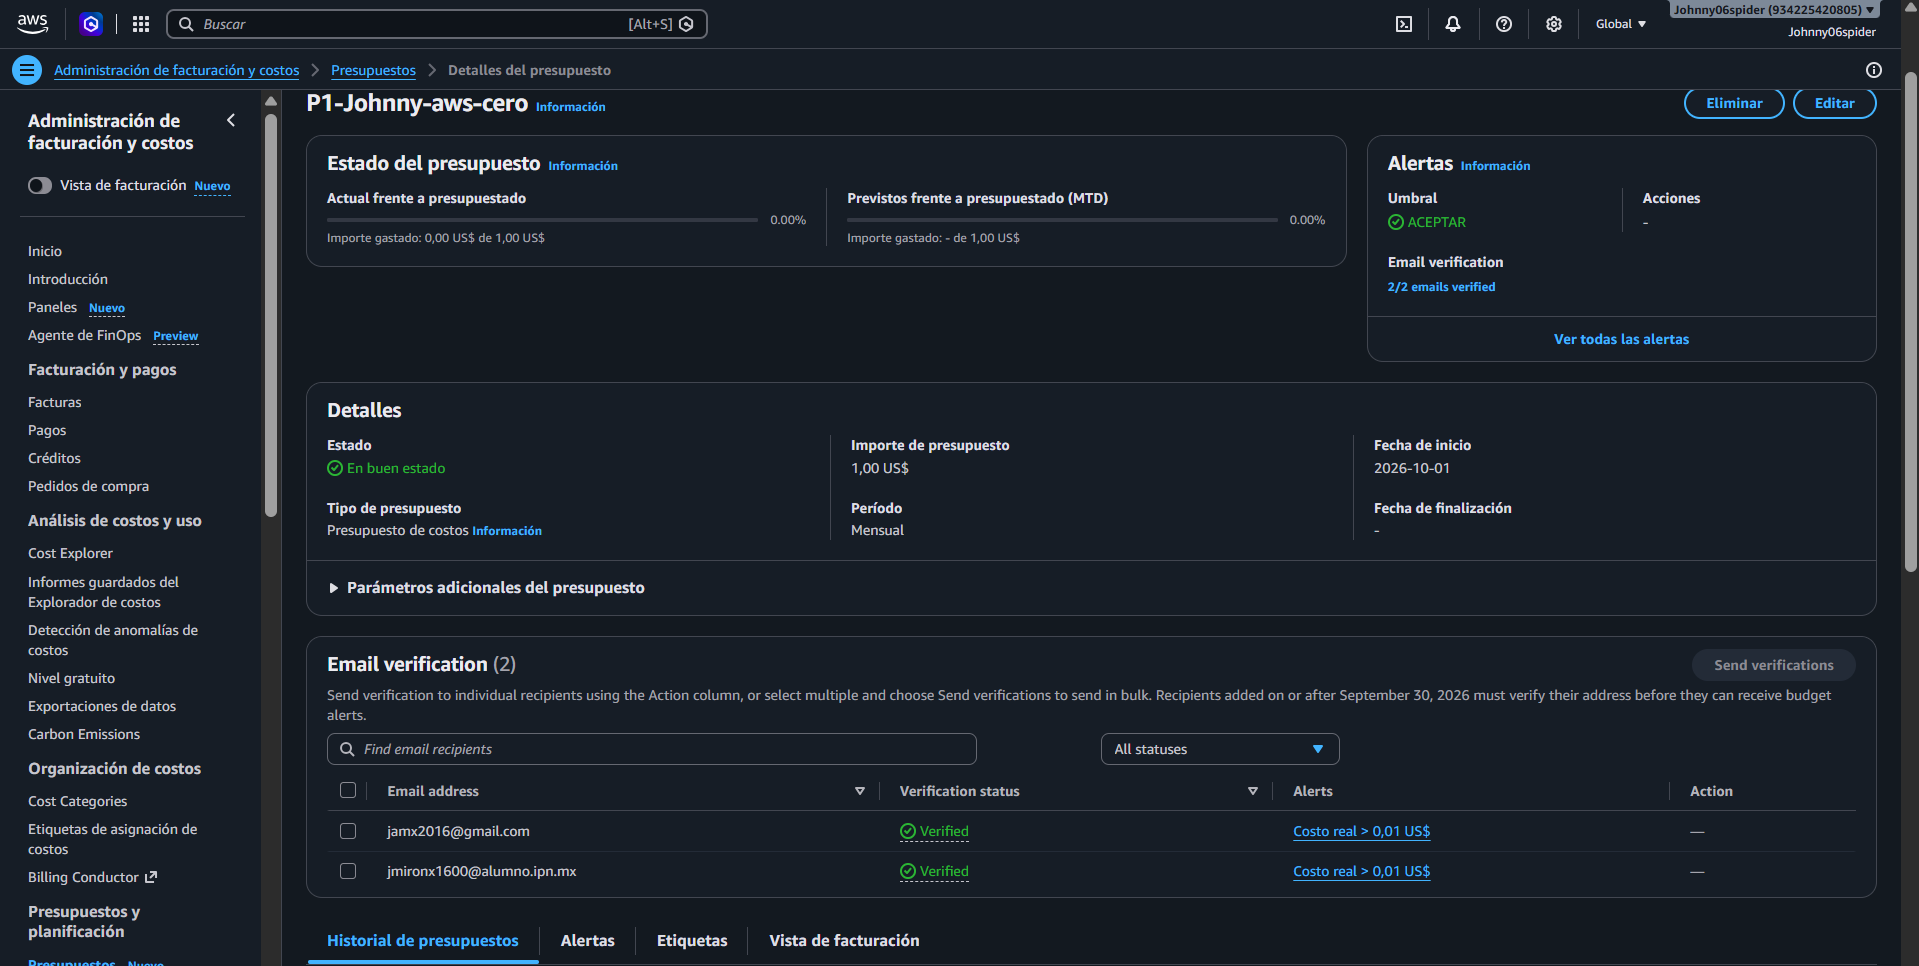 aws
Buscar
[Alt+S]
Global
Johnny06spider (934225420805)
Johnny06spider
Administración de facturación y costos
Presupuestos
Detalles del presupuesto
Administración de
facturación y costos
Vista de facturación Nuevo
Inicio
Introducción
Paneles Nuevo
Agente de FinOps Preview
Facturación y pagos
Facturas
Pagos
Créditos
Pedidos de compra
Análisis de costos y uso
Cost Explorer
Informes guardados del
Explorador de costos
Detección de anomalías de
costos
Nivel gratuito
Exportaciones de datos
Carbon Emissions
Organización de costos
Cost Categories
Etiquetas de asignación de
costos
Billing Conductor
Presupuestos y
planificación
Presupuestos Nuevo
P1-Johnny-aws-cero Información
Eliminar
Editar
Estado del presupuesto Información
Actual frente a presupuestado
0.00%
Importe gastado: 0,00 US$ de 1,00 US$
Previstos frente a presupuestado (MTD)
0.00%
Importe gastado: - de 1,00 US$
Alertas Información
Umbral
ACEPTAR
Acciones
-
Email verification
2/2 emails verified
Ver todas las alertas
Detalles
Estado
En buen estado
Tipo de presupuesto
Presupuesto de costos Información
Importe de presupuesto
1,00 US$
Período
Mensual
Fecha de inicio
2026-10-01
Fecha de finalización
-
Parámetros adicionales del presupuesto
Email verification (2)
Send verifications
Send verification to individual recipients using the Action column, or select multiple and choose Send verifications to send in bulk. Recipients added on or after September 30, 2026 must verify their address before they can receive budget
alerts.
Find email recipients
All statuses
Email address
Verification status
Alerts
Action
jamx2016@gmail.com
Verified
Costo real > 0,01 US$
—
jmironx1600@alumno.ipn.mx
Verified
Costo real > 0,01 US$
—
Historial de presupuestos
Alertas
Etiquetas
Vista de facturación